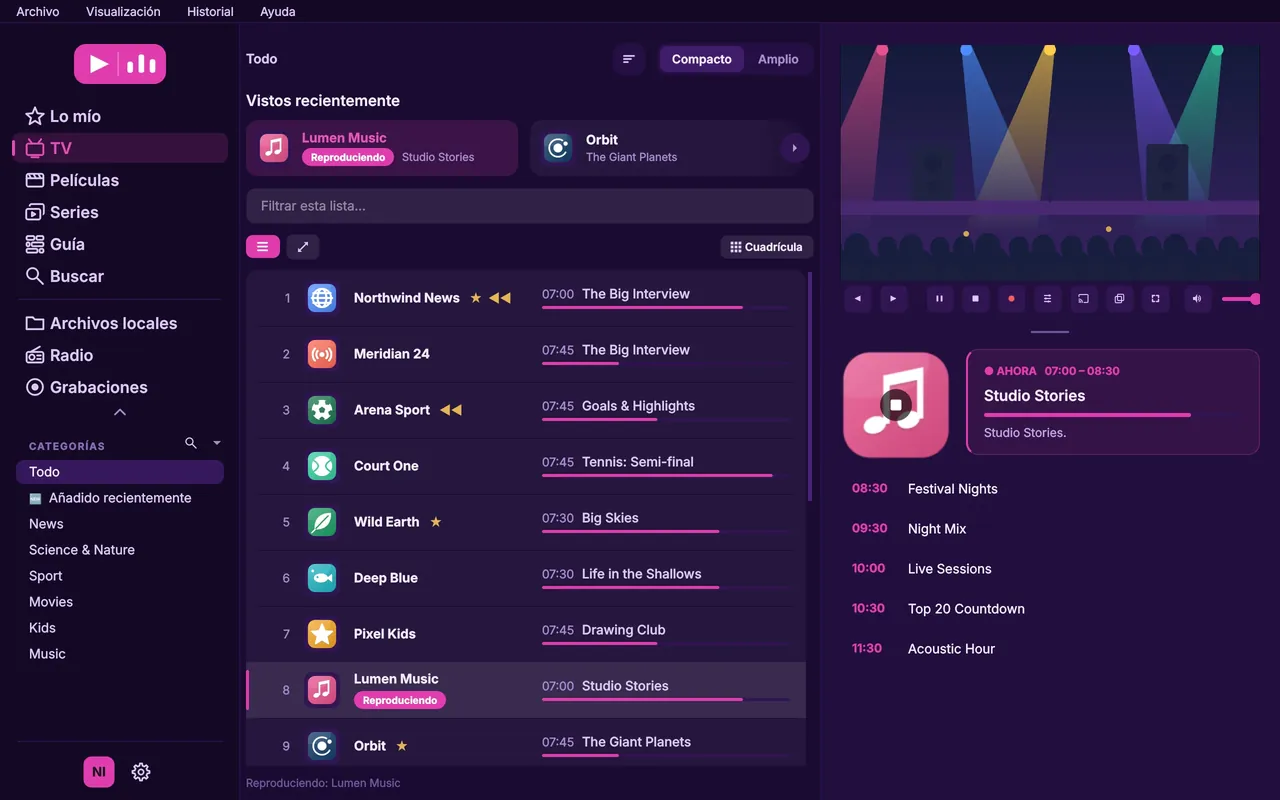 Archivo Visualización Historial Ayuda
Lo mío
TV
Películas
Series
Guía
Buscar
Archivos locales
Radio
Grabaciones
CATEGORÍAS
Todo
Añadido recientemente
News
Science & Nature
Sport
Movies
Kids
Music
NI
Todo
Compacto Amplio
Vistos recientemente
Lumen Music
Reproduciendo Studio Stories
Orbit
The Giant Planets
Filtrar esta lista...
Cuadrícula
1 Northwind News 07:00 The Big Interview
2 Meridian 24 07:45 The Big Interview
3 Arena Sport 07:45 Goals & Highlights
4 Court One 07:45 Tennis: Semi-final
5 Wild Earth 07:30 Big Skies
6 Deep Blue 07:30 Life in the Shallows
7 Pixel Kids 07:45 Drawing Club
8 Lumen Music 07:00 Studio Stories
Reproduciendo
9 Orbit 07:45 The Giant Planets
Reproduciendo: Lumen Music
AHORA 07:00 – 08:30
Studio Stories
Studio Stories.
08:30 Festival Nights
09:30 Night Mix
10:00 Live Sessions
10:30 Top 20 Countdown
11:30 Acoustic Hour